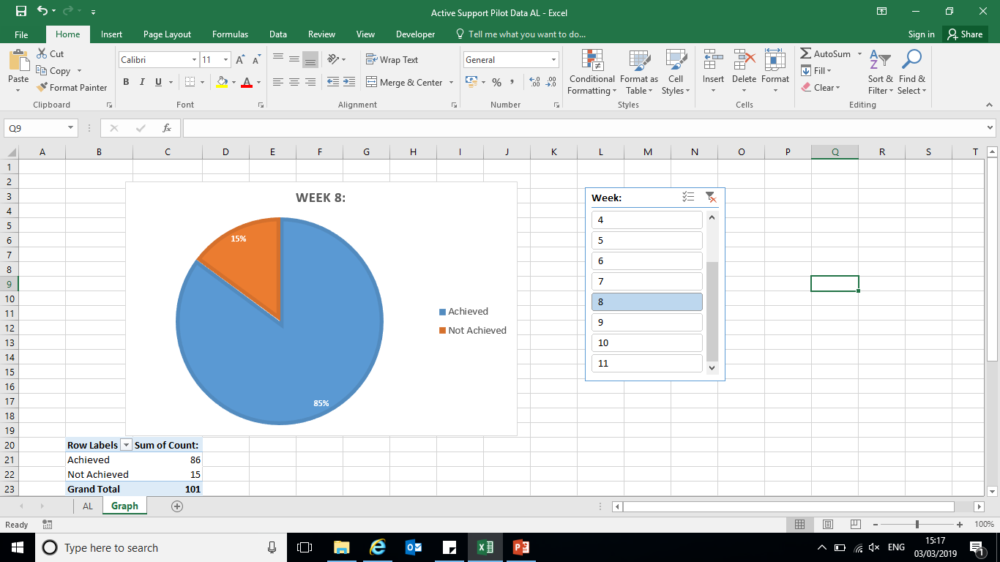 Active Support Pilot Data AL - Excel
File Home Insert Page Layout Formulas Data Review View Developer Tell me what you want to do... Sign in Share
Paste Cut Copy Format Painter Clipboard
Calibri 11 B I U Font
Wrap Text Merge & Center Alignment
General % , .0 .00 .00 .0 Number
Conditional Formatting Format as Table Cell Styles Styles
Insert Delete Format Cells
AutoSum Fill Clear Sort & Filter Find & Select Editing
Q9 fx
A B C D E F G H I J K L M N O P Q R S T
1
2
3
4
5
6
7
8
9
10
11
12
13
14
15
16
17
18
19
20
21
22
23
WEEK 8:
15%
85%
Achieved
Not Achieved
Week:
4
5
6
7
8
9
10
11
Row Labels Sum of Count:
Achieved 86
Not Achieved 15
Grand Total 101
AL Graph
Ready 100%
Type here to search ENG 15:17
03/03/2019 1